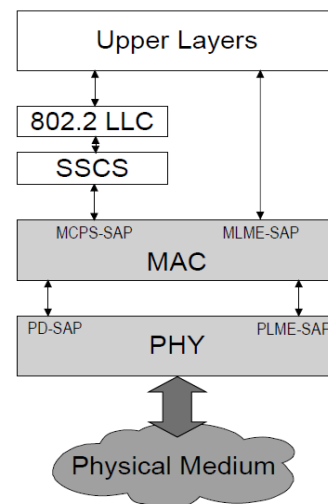 Upper Layers
802.2 LLC
SSCS
MCPS-SAP MLME-SAP
MAC
PD-SAP PLME-SAP
PHY
Physical Medium